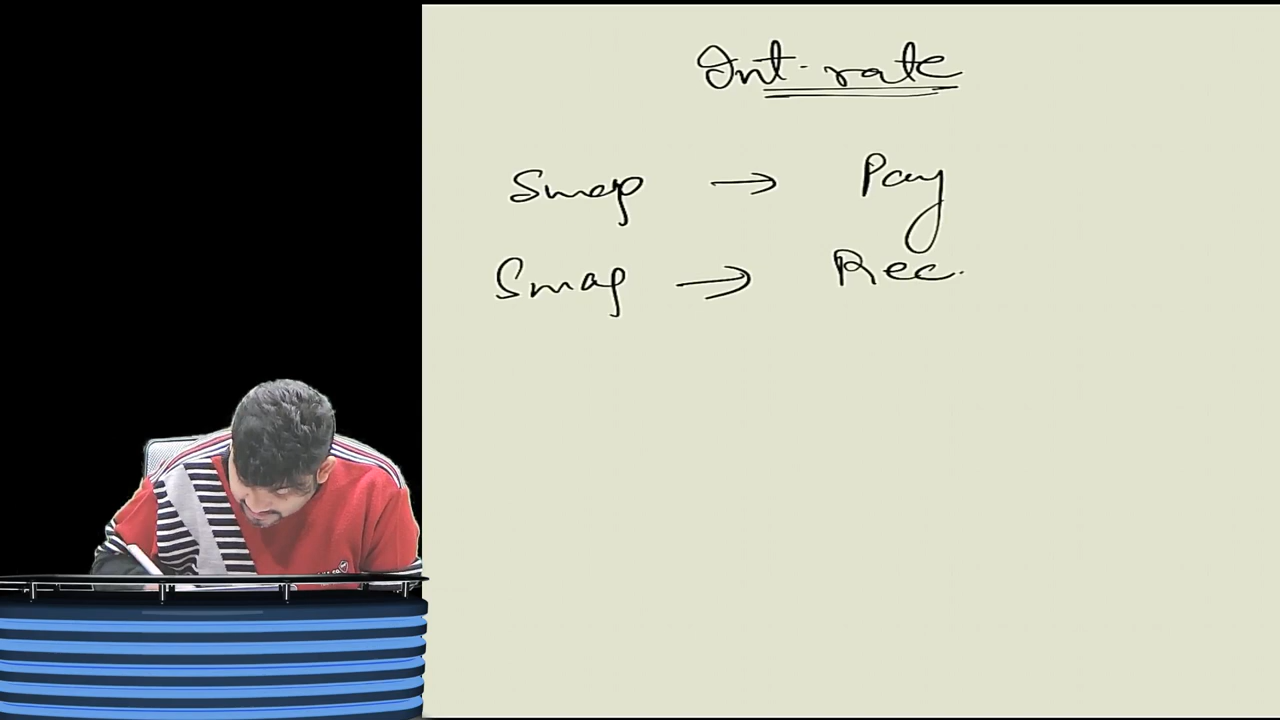 Int. rate
Swap → Pay
Swap → Rec.